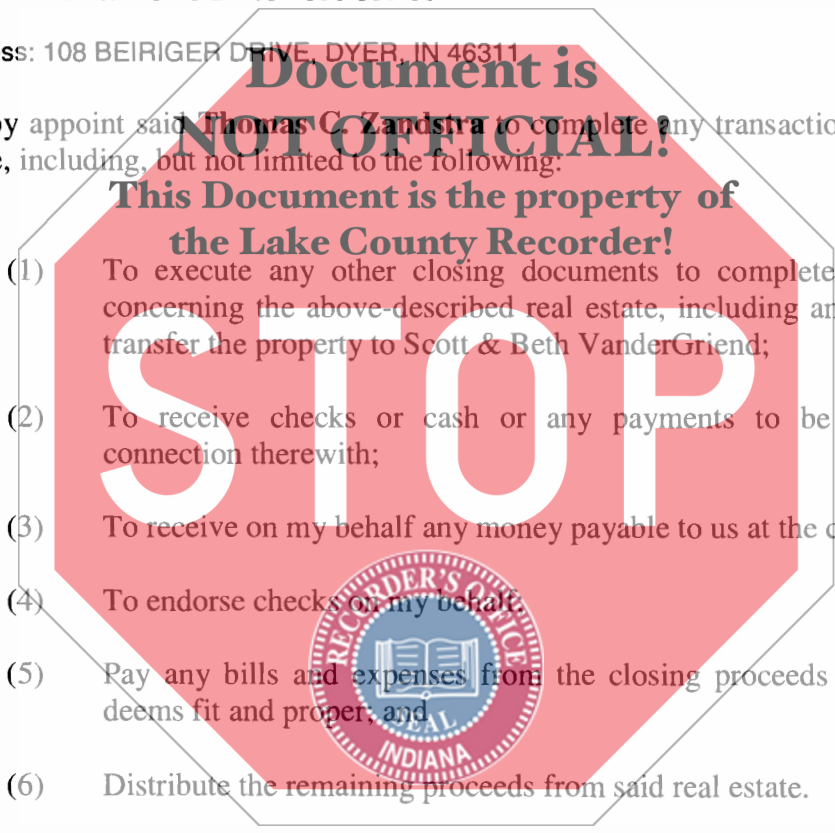 ss: 108 BEIRIGER DRIVE, DYER, IN 46311
Document is
y appoint said Thomas C. Zandstra to complete any transactio
NOT OFFICIAL!
, including, but not limited to the following:
This Document is the property of
the Lake County Recorder!
(1) To execute any other closing documents to complete
concerning the above-described real estate, including an
transfer the property to Scott & Beth VanderGriend;
STOP
(2) To receive checks or cash or any payments to be
connection therewith;
(3) To receive on my behalf any money payable to us at the c
(4) To endorse checks on my behalf;
RECORDER'S OFFICE
(5) Pay any bills and expenses from the closing proceeds
deems fit and proper; and
SEAL
INDIANA
(6) Distribute the remaining proceeds from said real estate.